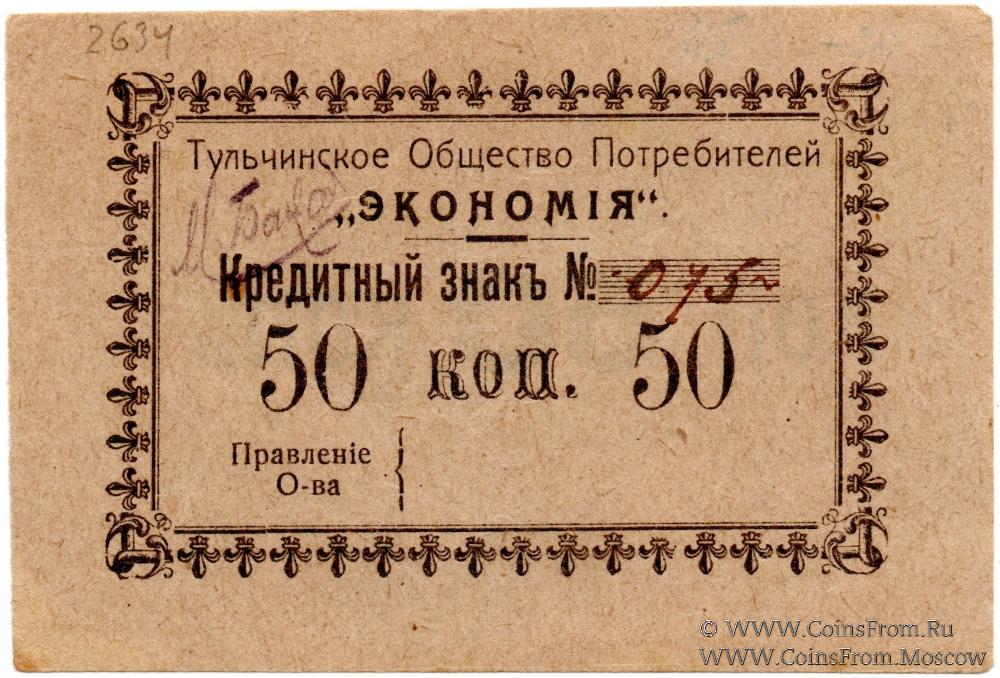 2634
Тульчинское Общество Потребителей
„ЭКОНОМІЯ“.
Кредитный знакъ № 075
50 коп. 50
Правленіе
О-ва
© WWW.CoinsFrom.Ru
WWW.CoinsFrom.Moscow